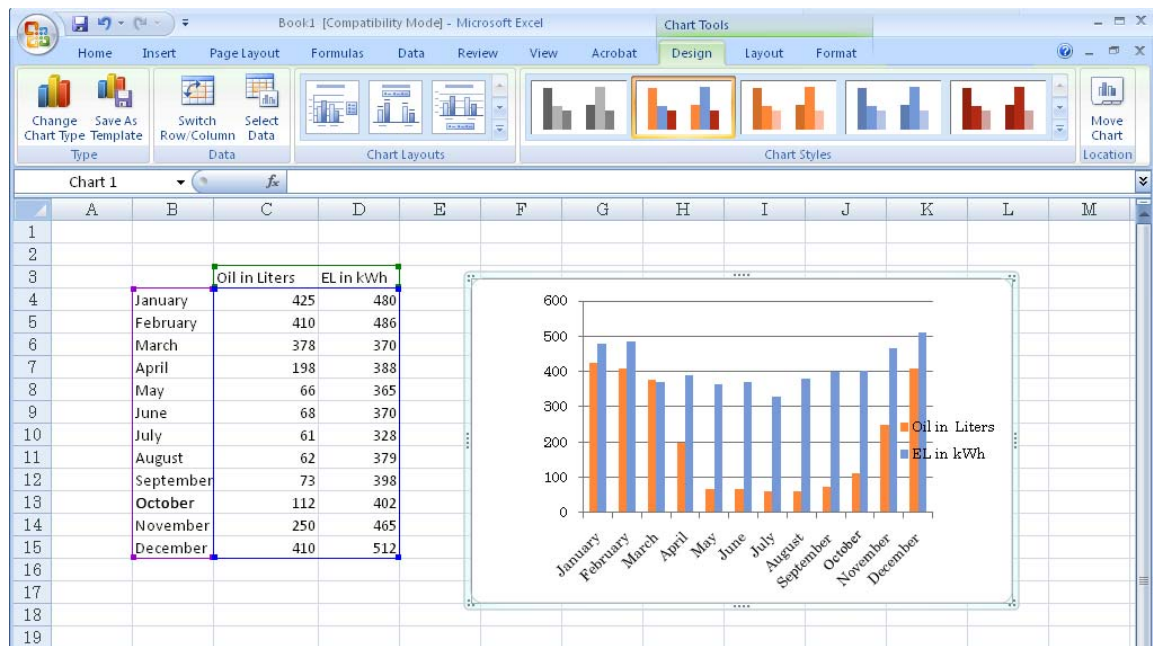 Book1 [Compatibility Mode] - Microsoft Excel
Chart Tools
Home Insert Page Layout Formulas Data Review View Acrobat Design Layout Format
Change Chart Type
Save As Template
Switch Row/Column
Select Data
Move Chart
Type Data Chart Layouts Chart Styles Location
Chart 1 fx
A B C D E F G H I J K L M
1
2
3 Oil in Liters EL in kWh
4 January 425 480
5 February 410 486
6 March 378 370
7 April 198 388
8 May 66 365
9 June 68 370
10 July 61 328
11 August 62 379
12 September 73 398
13 October 112 402
14 November 250 465
15 December 410 512
16
17
18
19
600
500
400
300
200
100
0
January February March April May June July August September October November December
Oil in Liters
EL in kWh